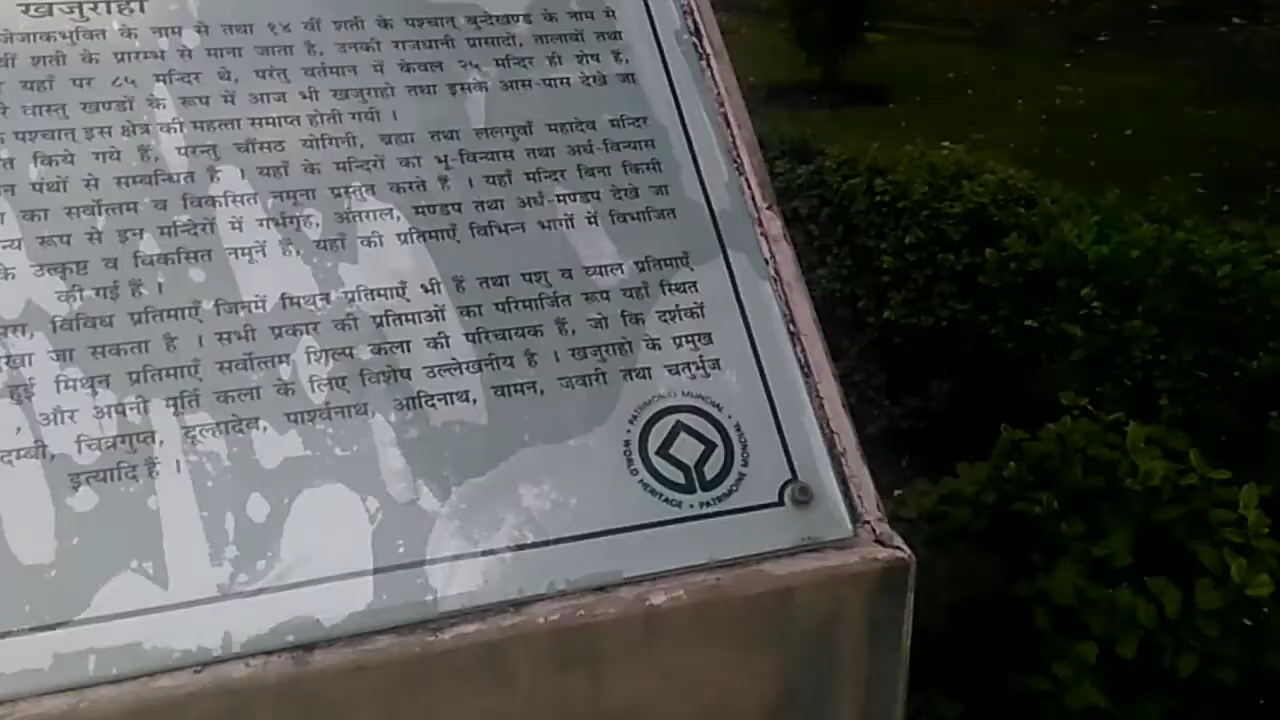 खजुराहो
जेजाकभुक्ति के नाम से तथा १४ वीं शती के पश्चात् बुन्देखण्ड के नाम से
वीं शती के प्रारम्भ से माना जाता है, उनकी राजधानी प्रासादों, तालाबों तथा
यहाँ पर ८५ मन्दिर थे, परंतु वर्तमान में केवल २५ मन्दिर ही शेष हैं,
वास्तु खण्डों के रूप में आज भी खजुराहो तथा इसके आस-पास देखे जा
पश्चात् इस क्षेत्र की महत्ता समाप्त होती गयी ।
किये गये हैं, परन्तु चौंसठ योगिनी, ब्रह्मा तथा ललगुवाँ महादेव मन्दिर
पंथों से सम्बन्धित है । यहाँ के मन्दिरों का भू-विन्यास तथा अर्ध-विन्यास
का सर्वोत्तम व विकसित नमूना प्रस्तुत करते हैं । यहाँ मन्दिर बिना किसी
रूप से इन मन्दिरों में गर्भगृह, अंतराल, मण्डप तथा अर्ध-मण्डप देखे जा
के उत्कृष्ट व विकसित नमूनें हैं, यहाँ की प्रतिमाएँ विभिन्न भागों में विभाजित
की गई हैं ।
विविध प्रतिमाएँ जिनमें मिथुन प्रतिमाएँ भी हैं तथा पशु व व्याल प्रतिमाएँ
जा सकता है । सभी प्रकार की प्रतिमाओं का परिमार्जित रूप यहाँ स्थित
हुई मिथुन प्रतिमाएँ सर्वोत्तम शिल्प कला की परिचायक हैं, जो कि दर्शकों
, और अपनी मूर्ति कला के लिए विशेष उल्लेखनीय है । खजुराहो के प्रमुख
चित्रगुप्त, दूल्हादेव, पार्श्वनाथ, आदिनाथ, वामन, जवारी तथा चतुर्भुज
इत्यादि हैं ।
WORLD HERITAGE • PATRIMOINE MONDIAL • PATRIMONIO MUNDIAL •